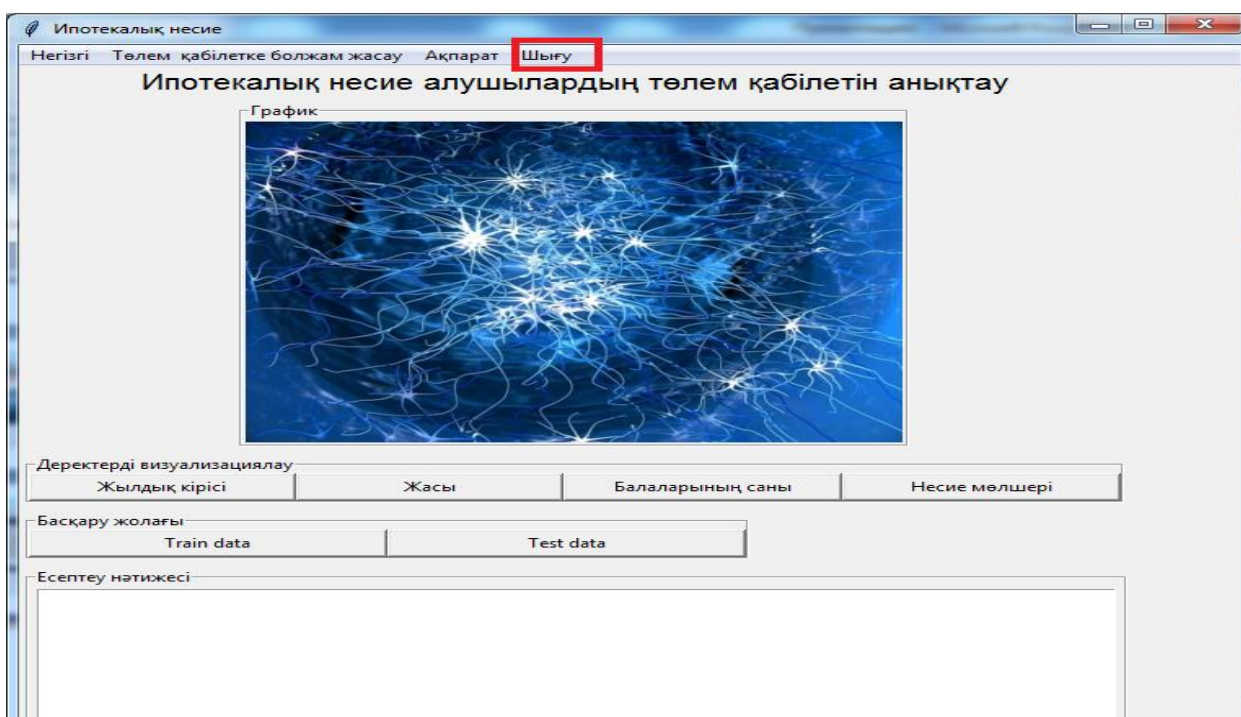 Ипотекалық несие
Негізгі Төлем қабілетке болжам жасау Ақпарат Шығу
Ипотекалық несие алушылардың төлем қабілетін анықтау
График
Деректерді визуализациялау
Жылдық кірісі Жасы Балаларының саны Несие мөлшері
Басқару жолағы
Train data Test data
Есептеу нәтижесі